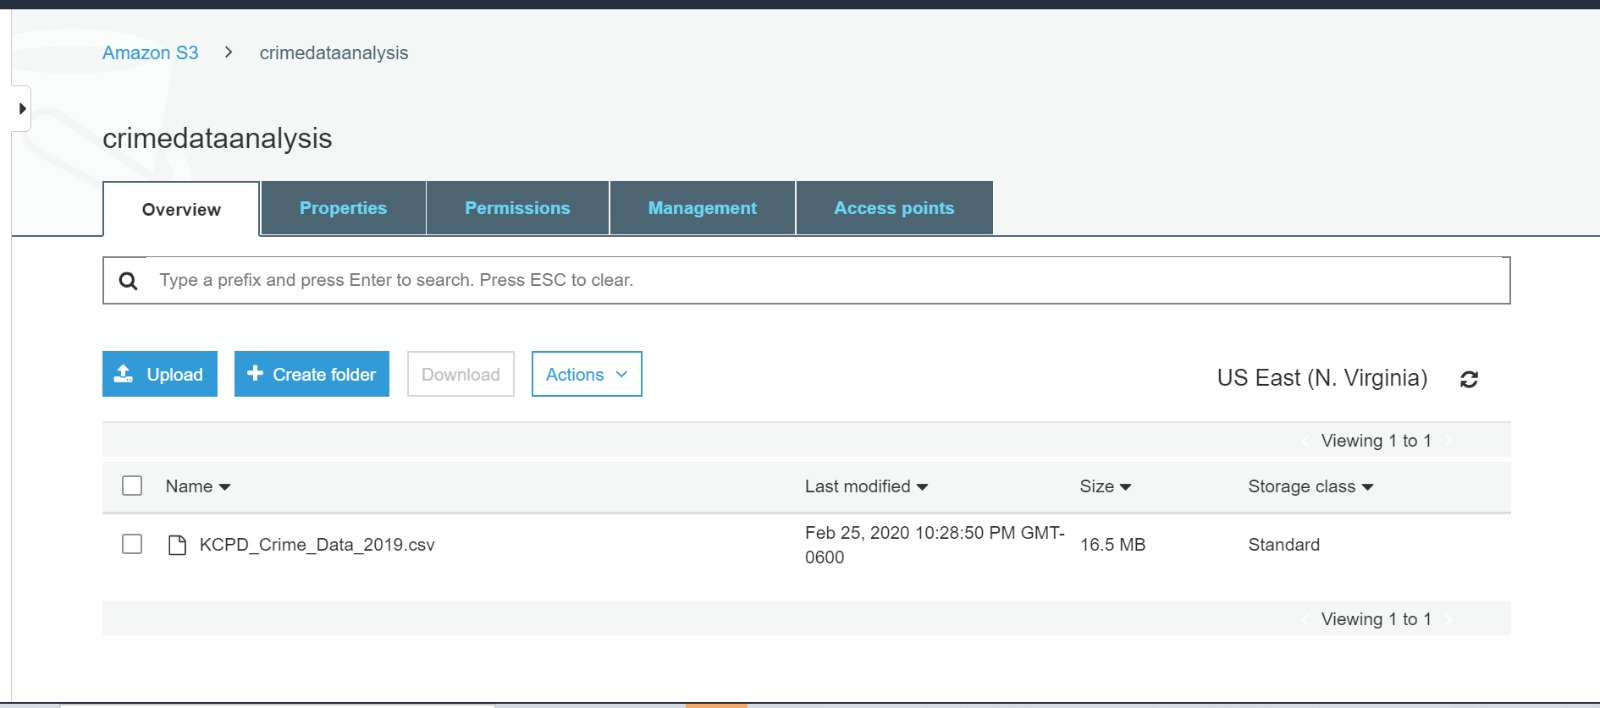 Amazon S3 > crimedataanalysis
crimedataanalysis
Overview Properties Permissions Management Access points
Type a prefix and press Enter to search. Press ESC to clear.
Upload Create folder Download Actions US East (N. Virginia)
Viewing 1 to 1
Name Last modified Size Storage class
KCPD_Crime_Data_2019.csv Feb 25, 2020 10:28:50 PM GMT- 16.5 MB Standard
0600
Viewing 1 to 1